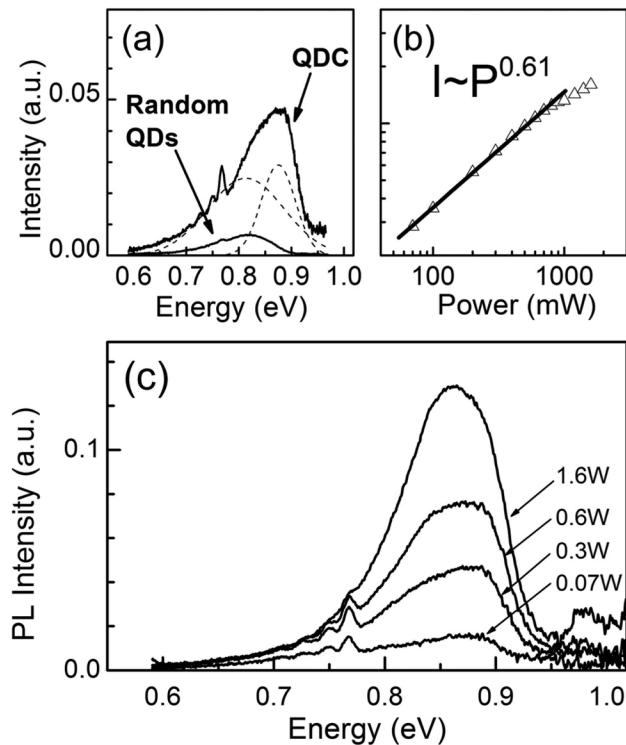 (a)
QDC
Random
QDs
0.05
0.00
Intensity (a.u.)
0.6 0.7 0.8 0.9 1.0
Energy (eV)
(b)
I~P^0.61
100 1000
Power (mW)
(c)
PL Intensity (a.u.)
0.1
0.0
1.6W
0.6W
0.3W
0.07W
0.6 0.7 0.8 0.9 1.0
Energy (eV)